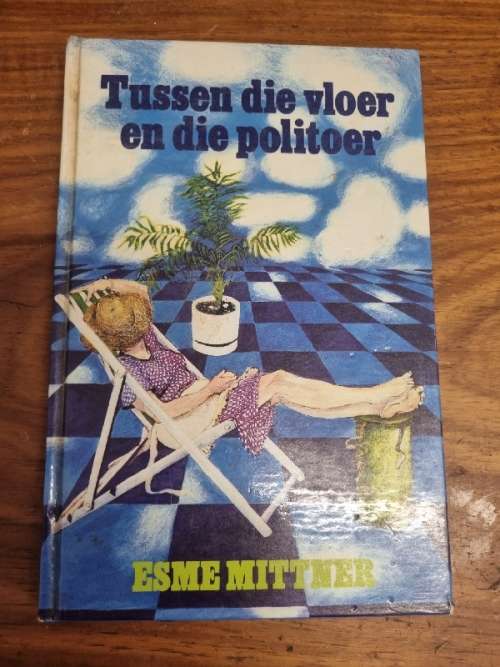 Tussen die vloer
en die politoer
ESME MITTNER